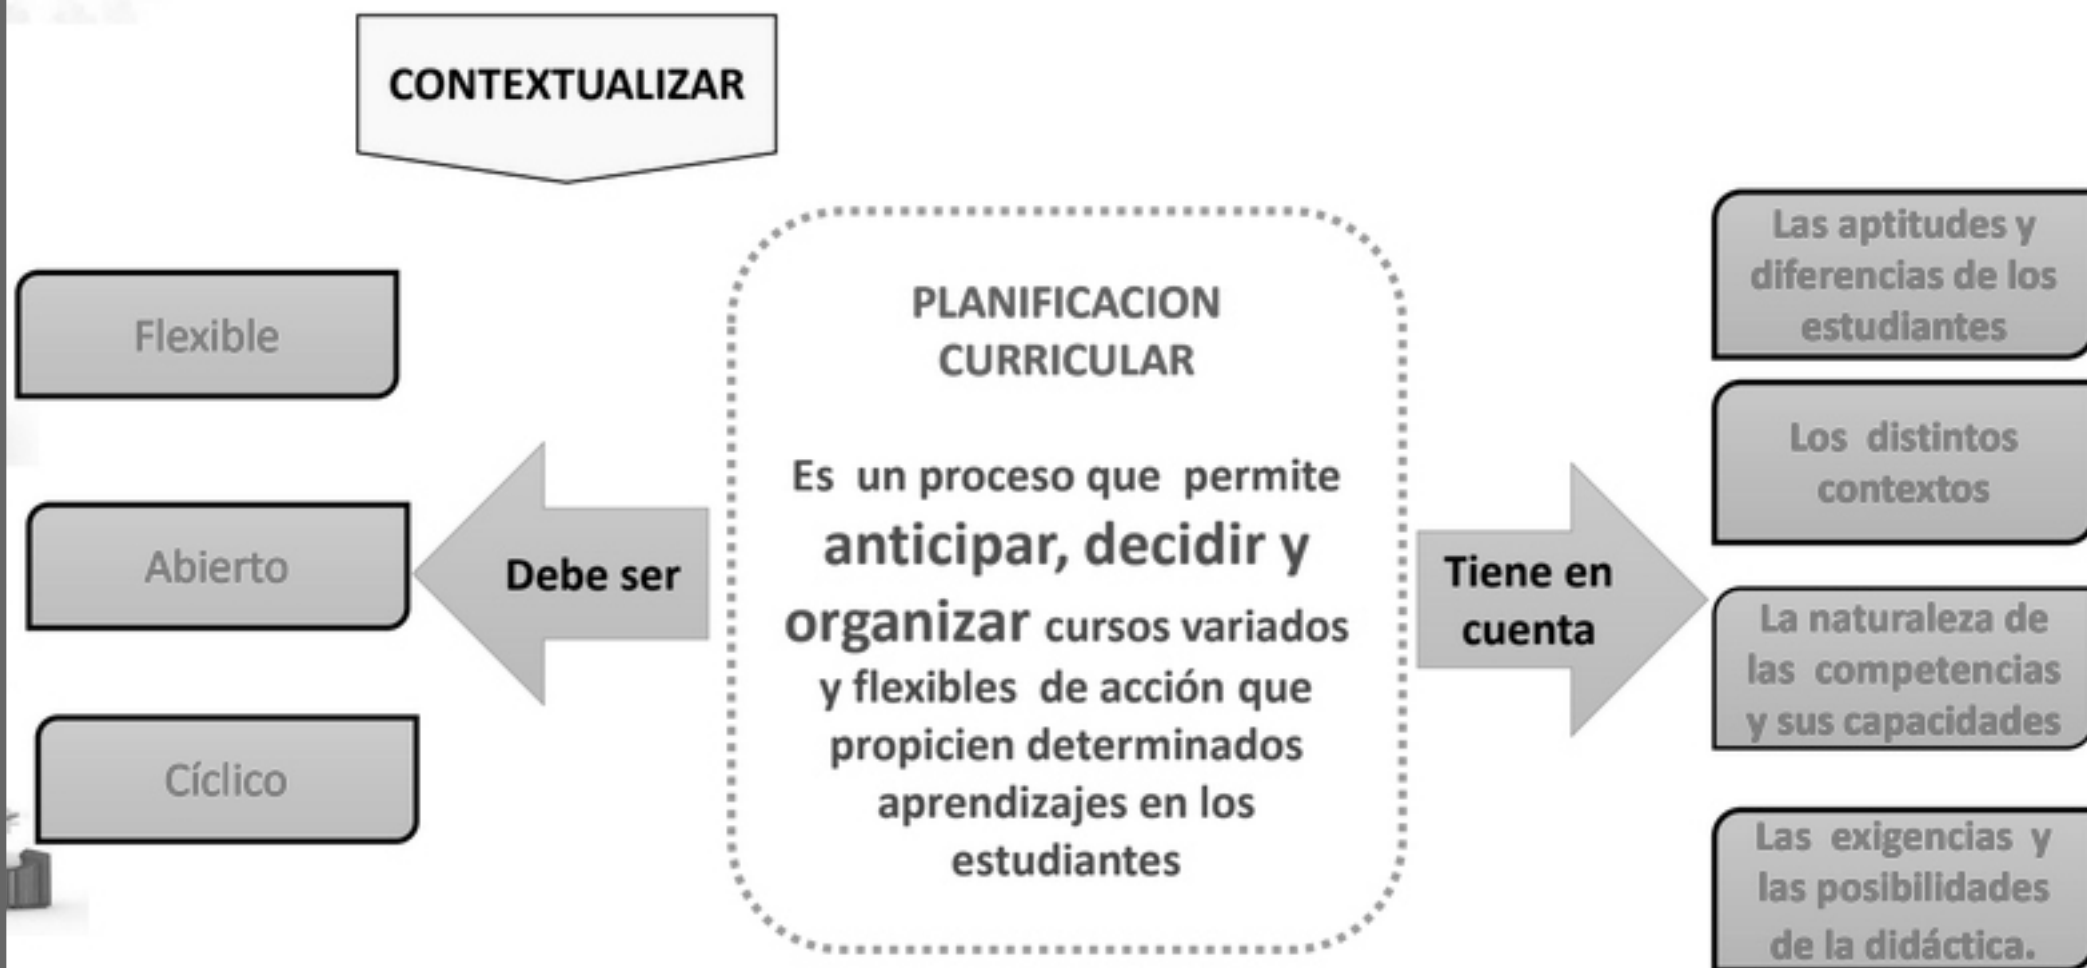 CONTEXTUALIZAR
Flexible
Abierto
Cíclico
Debe ser
PLANIFICACION
CURRICULAR
Es un proceso que permite
anticipar, decidir y
organizar cursos variados
y flexibles de acción que
propicien determinados
aprendizajes en los
estudiantes
Tiene en
cuenta
Las aptitudes y
diferencias de los
estudiantes
Los distintos
contextos
La naturaleza de
las competencias
y sus capacidades
Las exigencias y
las posibilidades
de la didáctica.